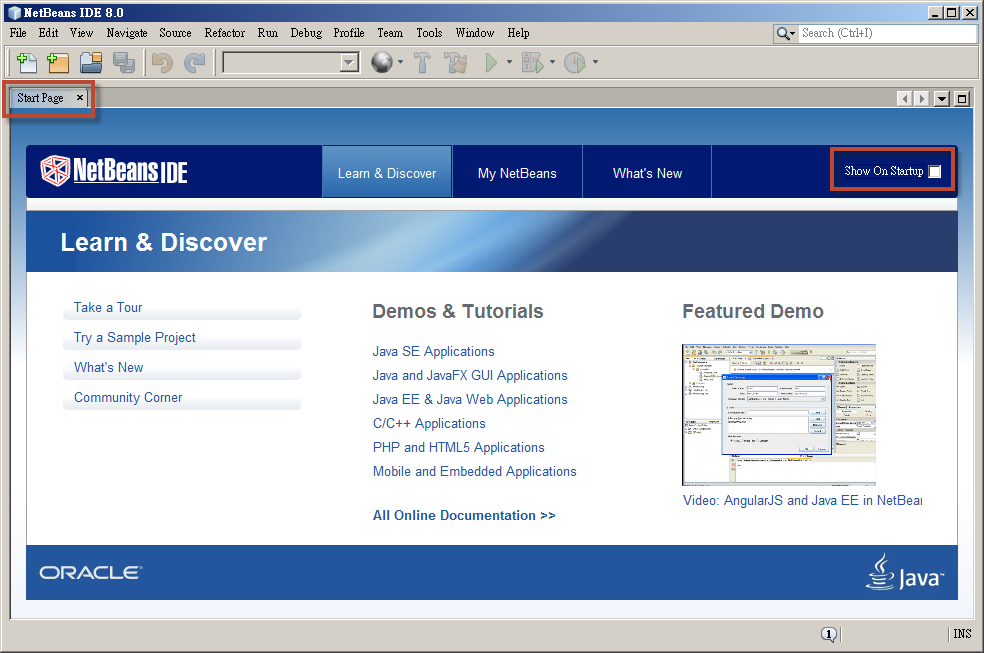 NetBeans IDE 8.0
File Edit View Navigate Source Refactor Run Debug Profile Team Tools Window Help
Search (Ctrl+I)
Start Page
NetBeans IDE
Learn & Discover
My NetBeans
What's New
Show On Startup
Learn & Discover
Take a Tour
Try a Sample Project
What's New
Community Corner
Demos & Tutorials
Java SE Applications
Java and JavaFX GUI Applications
Java EE & Java Web Applications
C/C++ Applications
PHP and HTML5 Applications
Mobile and Embedded Applications
All Online Documentation >>
Featured Demo
Video: AngularJS and Java EE in NetBear
ORACLE
Java™
1
INS